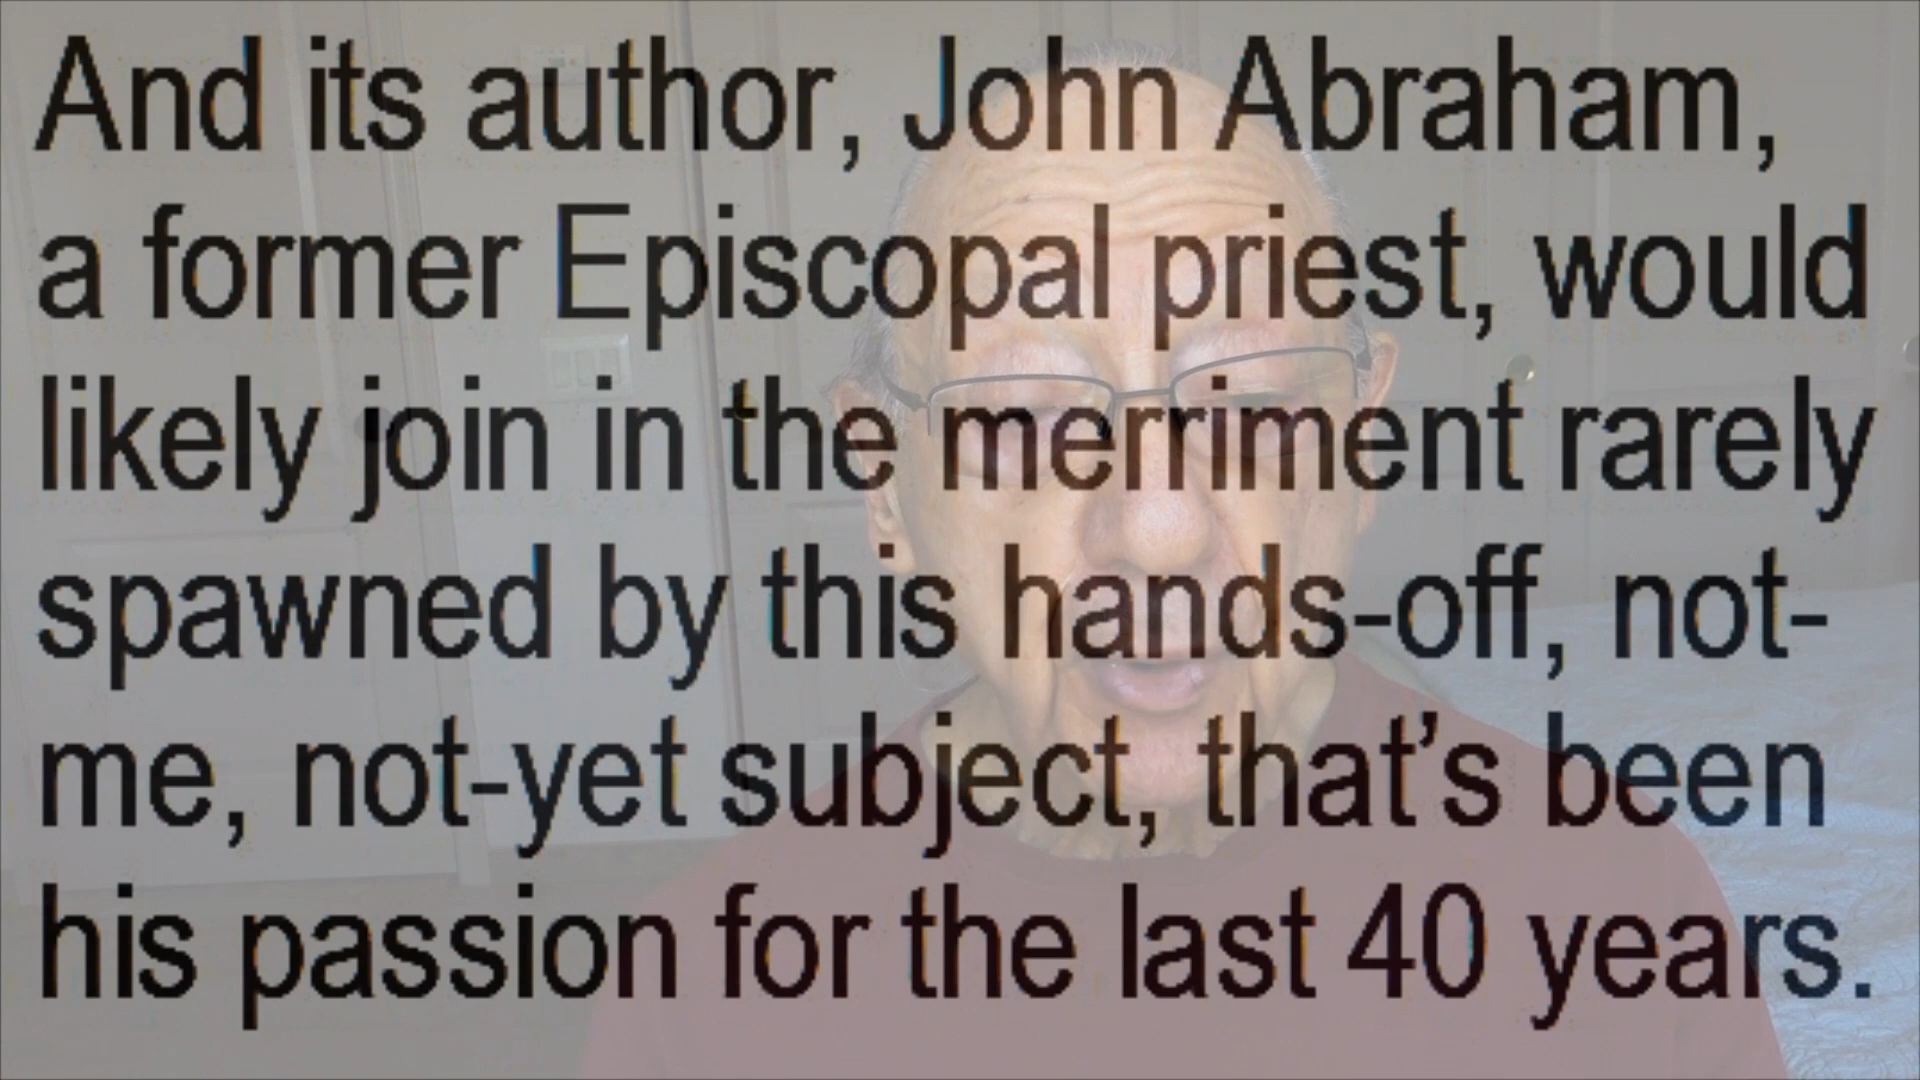 And its author, John Abraham,
a former Episcopal priest, would
likely join in the merriment rarely
spawned by this hands-off, not-
me, not-yet subject, that’s been
his passion for the last 40 years.